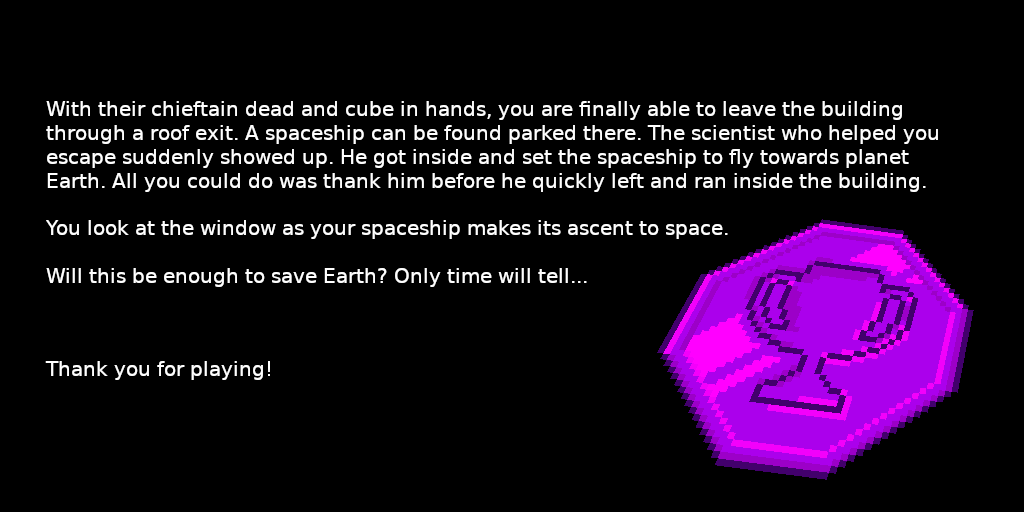 With their chieftain dead and cube in hands, you are finally able to leave the building
through a roof exit. A spaceship can be found parked there. The scientist who helped you
escape suddenly showed up. He got inside and set the spaceship to fly towards planet
Earth. All you could do was thank him before he quickly left and ran inside the building.
You look at the window as your spaceship makes its ascent to space.
Will this be enough to save Earth? Only time will tell...
Thank you for playing!